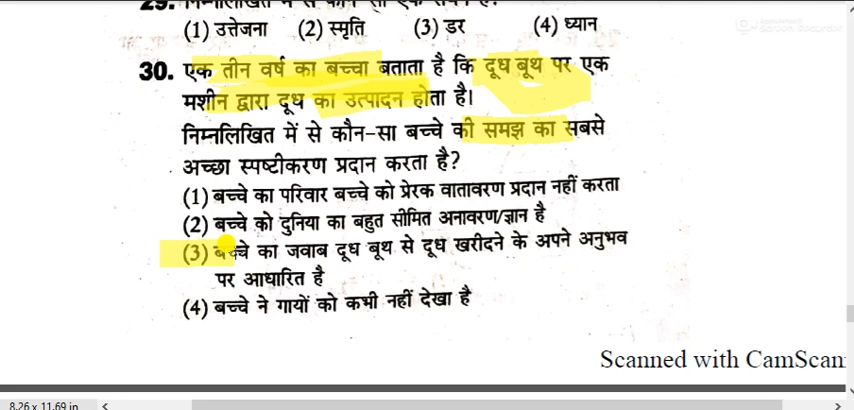 (1) उत्तेजना (2) स्मृति (3) डर (4) ध्यान
30. एक तीन वर्ष का बच्चा बताता है कि दूध बूथ पर एक
मशीन द्वारा दूध का उत्पादन होता है।
निम्नलिखित में से कौन-सा बच्चे की समझ का सबसे
अच्छा स्पष्टीकरण प्रदान करता है?
(1) बच्चे का परिवार बच्चे को प्रेरक वातावरण प्रदान नहीं करता
(2) बच्चे को दुनिया का बहुत सीमित अनावरण/ज्ञान है
(3) बच्चे का जवाब दूध बूथ से दूध खरीदने के अपने अनुभव
पर आधारित है
(4) बच्चे ने गायों को कभी नहीं देखा है
Scanned with CamScan
8.26 x 11.69 in